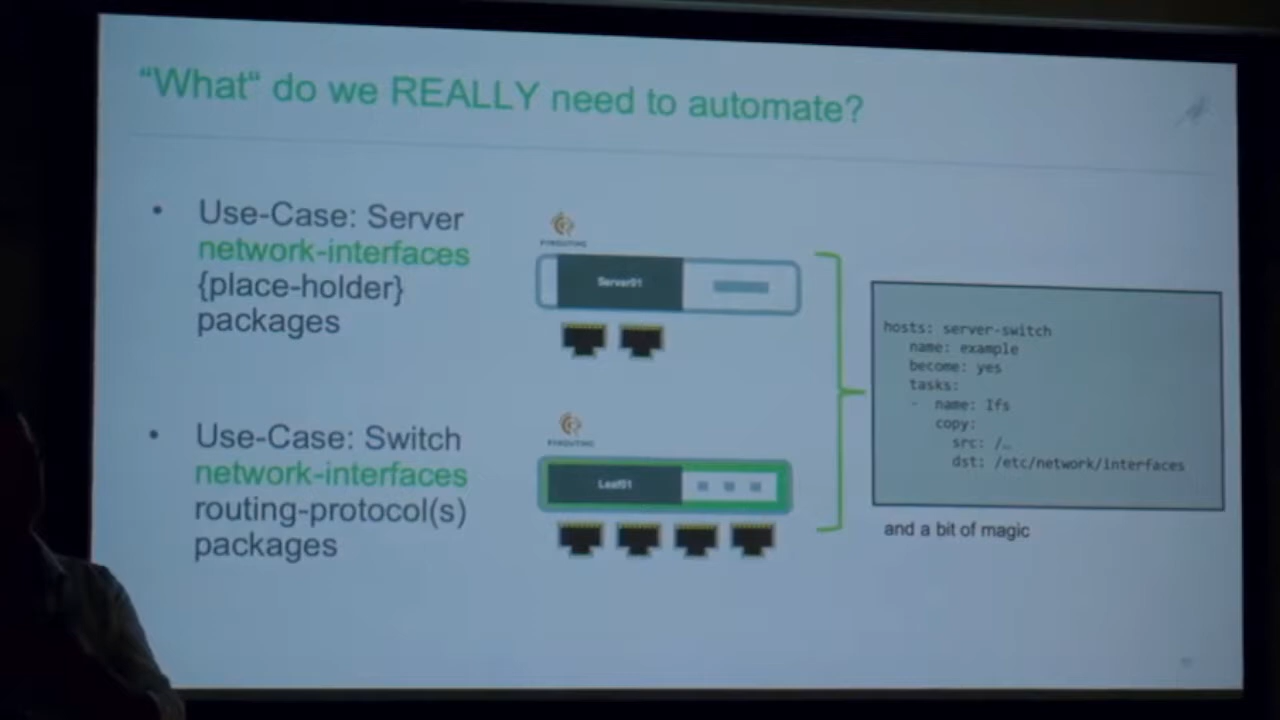 “What“ do we REALLY need to automate?
• Use-Case: Server
network-interfaces
{place-holder}
packages
Server01
• Use-Case: Switch
network-interfaces
routing-protocol(s)
packages
Leaf01
hosts: server-switch
name: example
become: yes
tasks:
- name: Ifs
copy:
src: /…
dst: /etc/network/interfaces
and a bit of magic